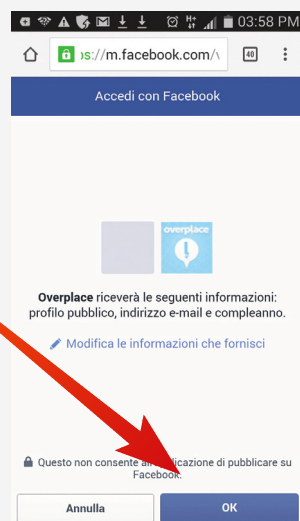 03:58 PM
ps://m.facebook.com/
40
Accedi con Facebook
overplace
Overplace riceverà le seguenti informazioni:
profilo pubblico, indirizzo e-mail e compleanno.
Modifica le informazioni che fornisci
Questo non consente di pubblicare su
Facebook.
Annulla
OK